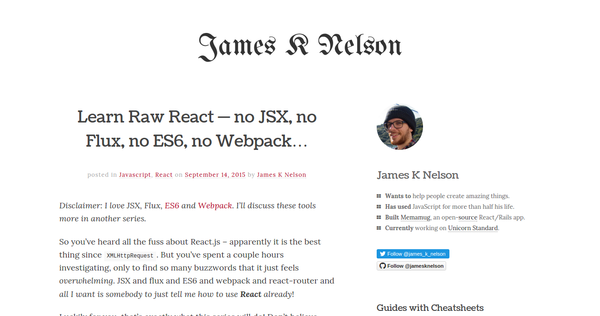 James K Nelson
Learn Raw React — no JSX, no
Flux, no ES6, no Webpack…
posted in Javascript, React on September 14, 2015 by James K Nelson
Disclaimer: I love JSX, Flux, ES6 and Webpack. I'll discuss these tools
more in another series.
So you've heard all the fuss about React.js – apparently it is the best
thing since XMLHttpRequest. But you've spent a couple hours
investigating, only to find so many buzzwords that it just feels
overwhelming. JSX and flux and ES6 and webpack and react-router and
all I want is somebody to just tell me how to use React already!
James K Nelson
Wants to help people create amazing things.
Has used JavaScript for more than half his life.
Built Memamug, an open-source React/Rails app.
Currently working on Unicorn Standard.
Follow @james_k_nelson
Follow @jamesknelson
Guides with Cheatsheets